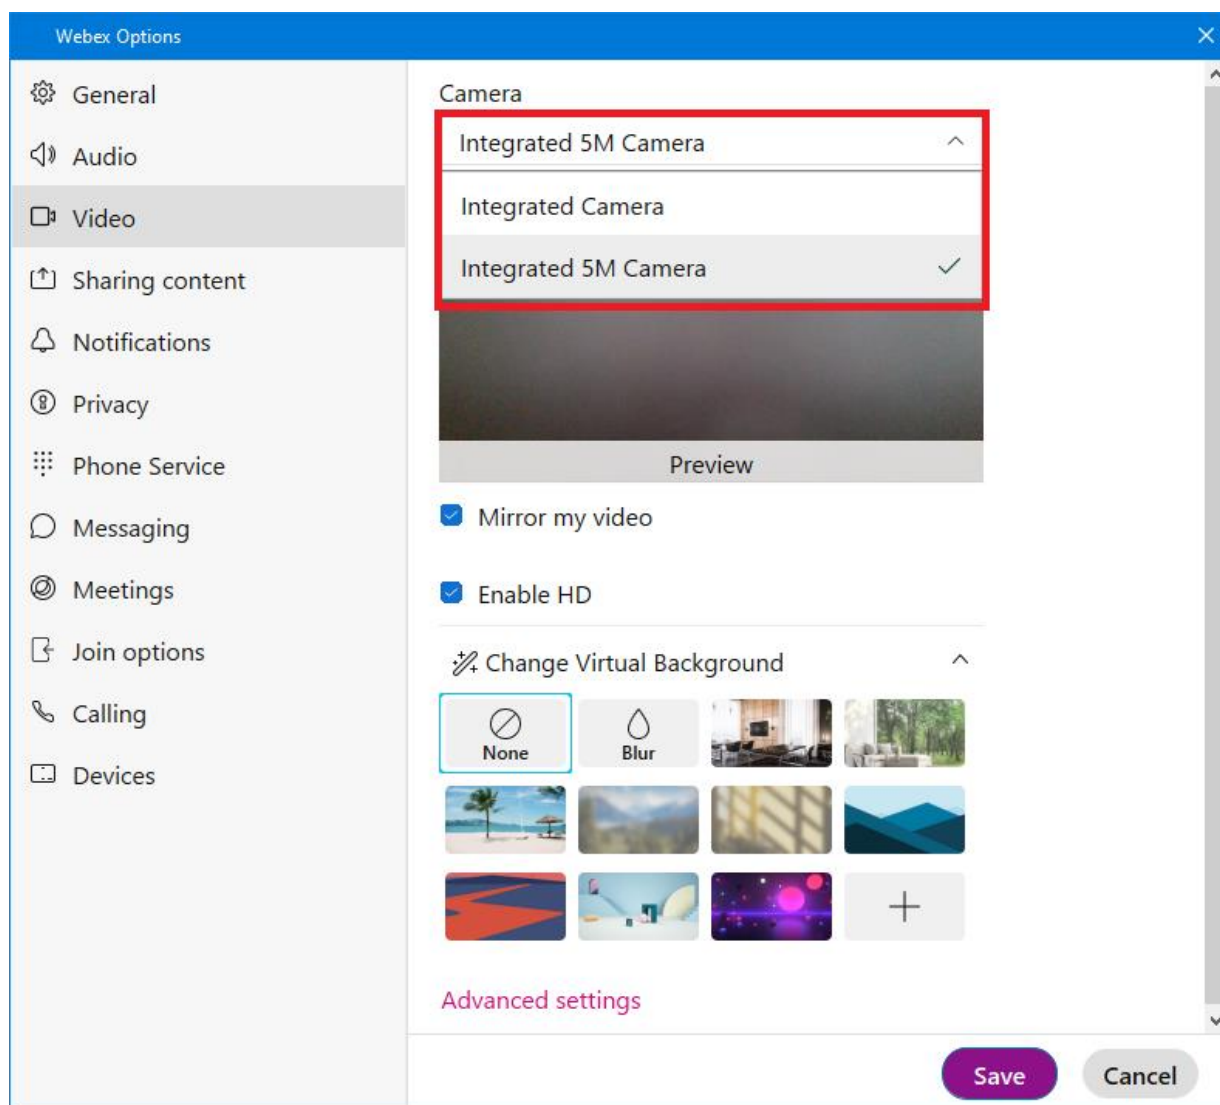 Webex Options
General
Audio
Video
Sharing content
Notifications
Privacy
Phone Service
Messaging
Meetings
Join options
Calling
Devices
Camera
Integrated 5M Camera
Integrated Camera
Integrated 5M Camera
Preview
Mirror my video
Enable HD
Change Virtual Background
None
Blur
Advanced settings
Save
Cancel